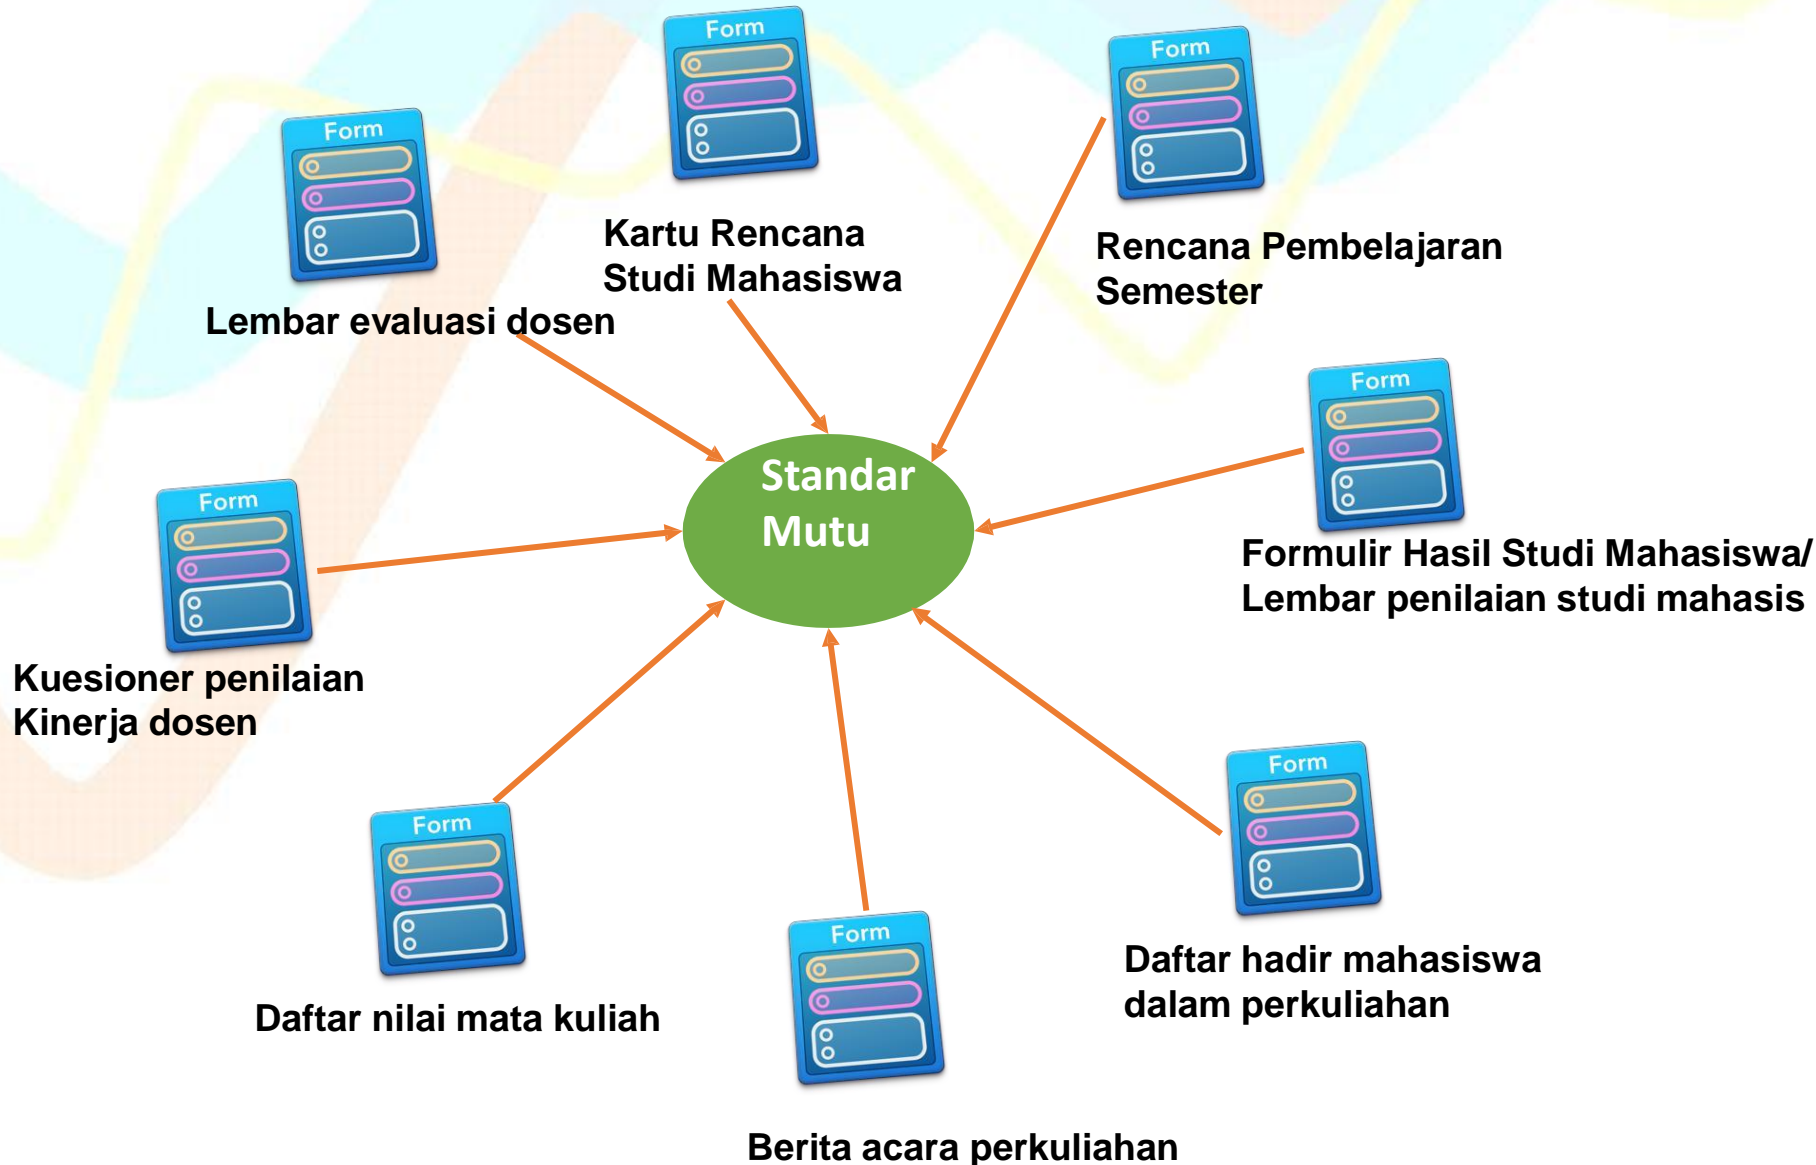 Form
Form
Form
Kartu Rencana
Studi Mahasiswa
Rencana Pembelajaran
Semester
Lembar evaluasi dosen
Form
Standar
Mutu
Form
Formulir Hasil Studi Mahasiswa/
Lembar penilaian studi mahasis
Kuesioner penilaian
Kinerja dosen
Form
Form
Form
Daftar hadir mahasiswa
dalam perkuliahan
Daftar nilai mata kuliah
Berita acara perkuliahan